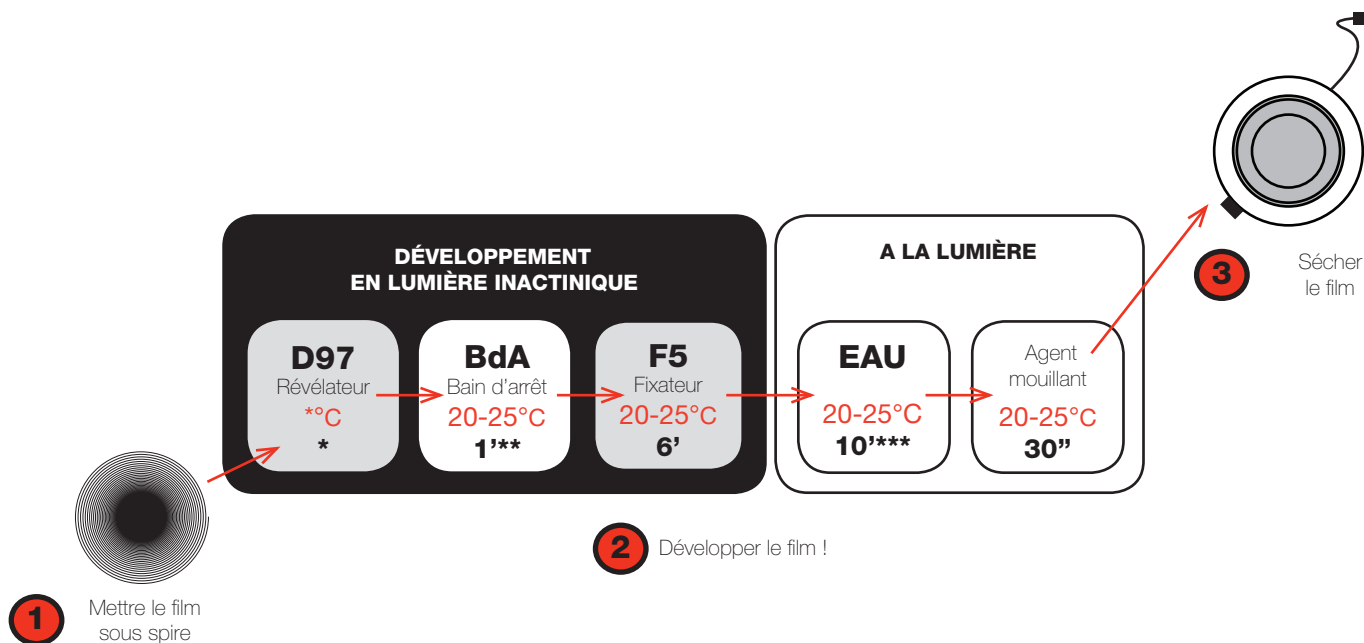 1
Mettre le film
sous spire
DÉVELOPPEMENT
EN LUMIÈRE INACTINIQUE
D97
Révélateur
*°C
*
BdA
Bain d’arrêt
20-25°C
1’**
F5
Fixateur
20-25°C
6’
A LA LUMIÈRE
EAU
20-25°C
10’***
Agent
mouillant
20-25°C
30”
2
Développer le film !
3
Sécher
le film